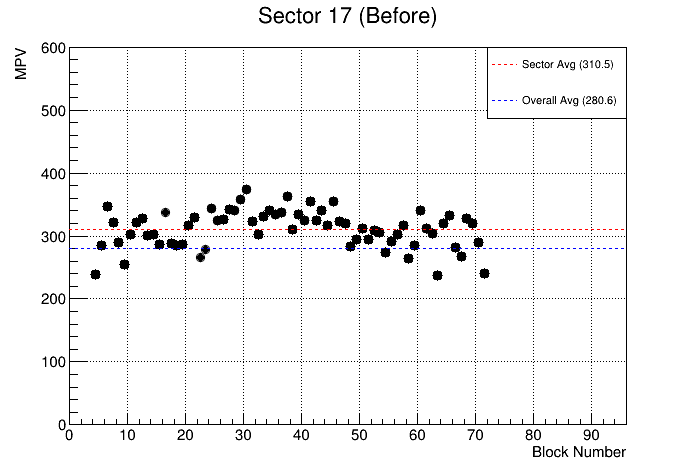 Sector 17 (Before)
MPV
600
500
400
300
200
100
0
0 10 20 30 40 50 60 70 80 90
Block Number
Sector Avg (310.5)
Overall Avg (280.6)